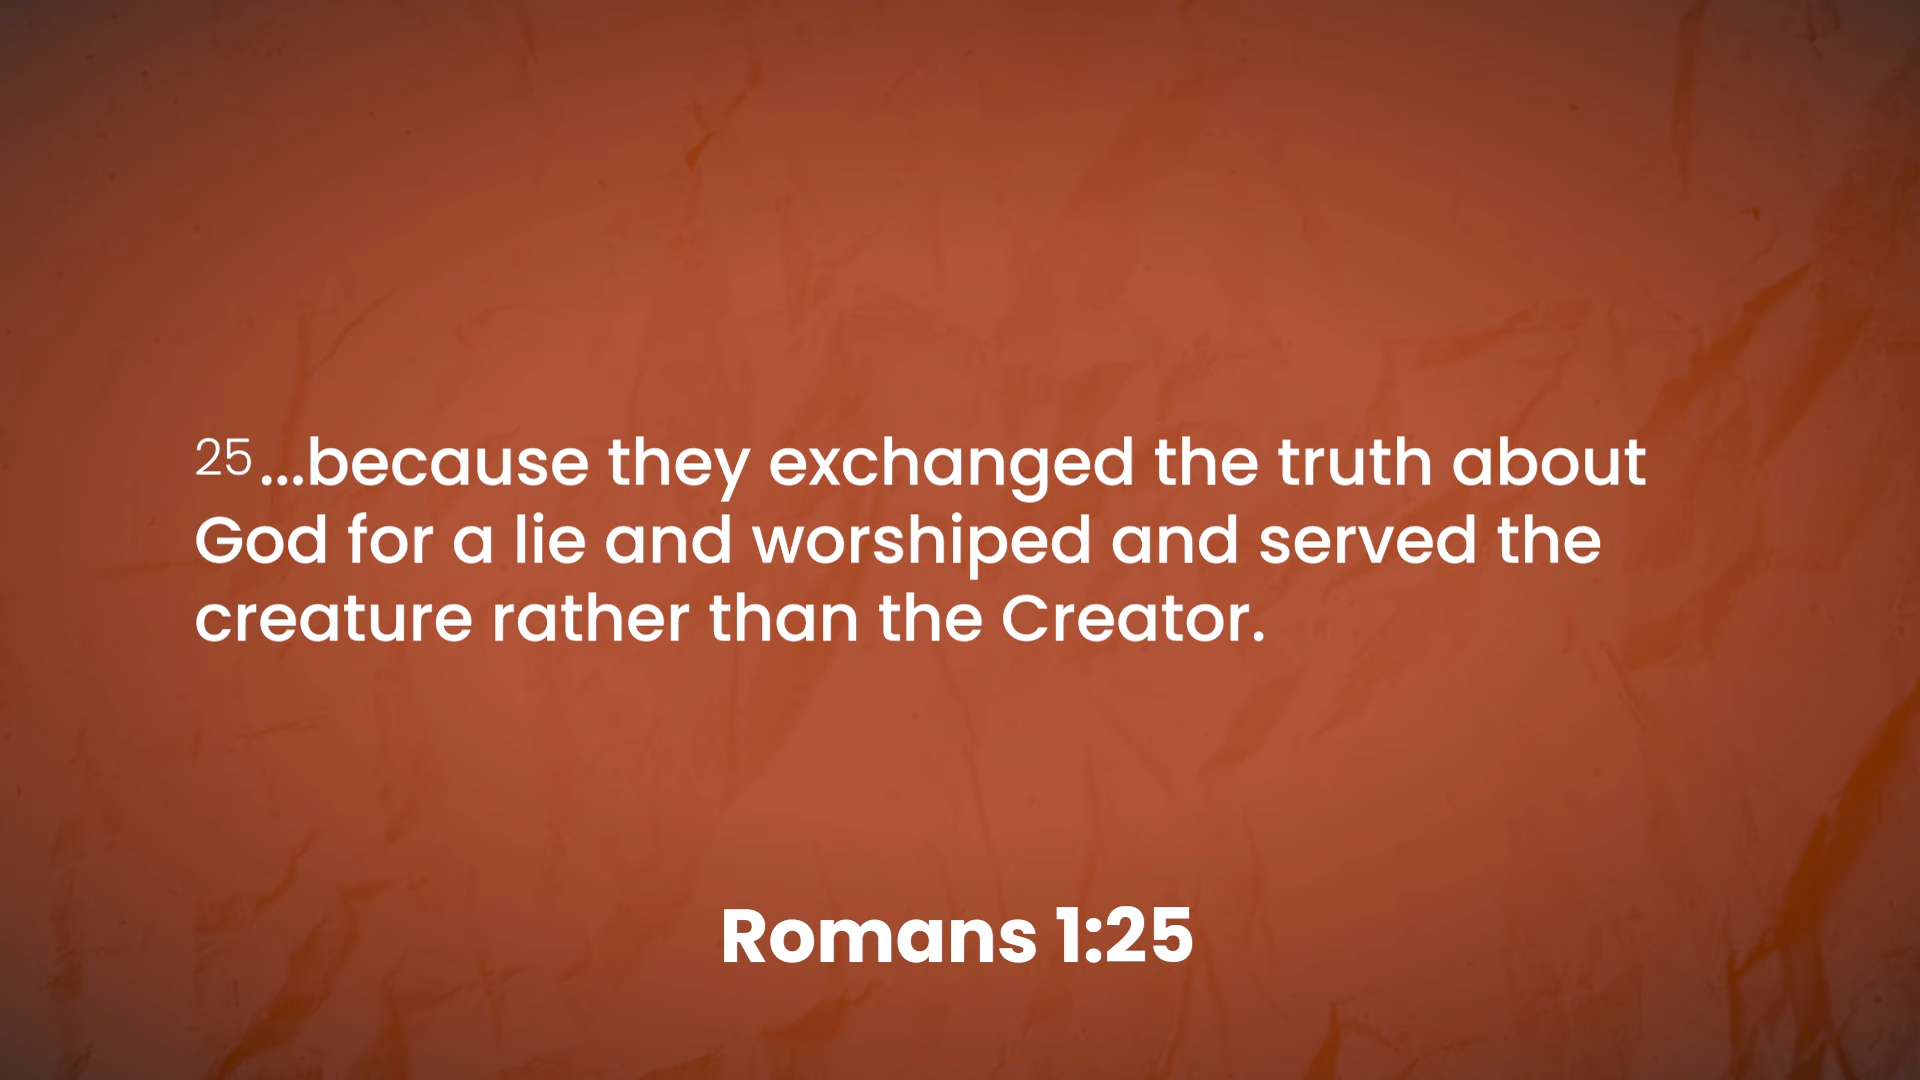 25...because they exchanged the truth about
God for a lie and worshiped and served the
creature rather than the Creator.
Romans 1:25